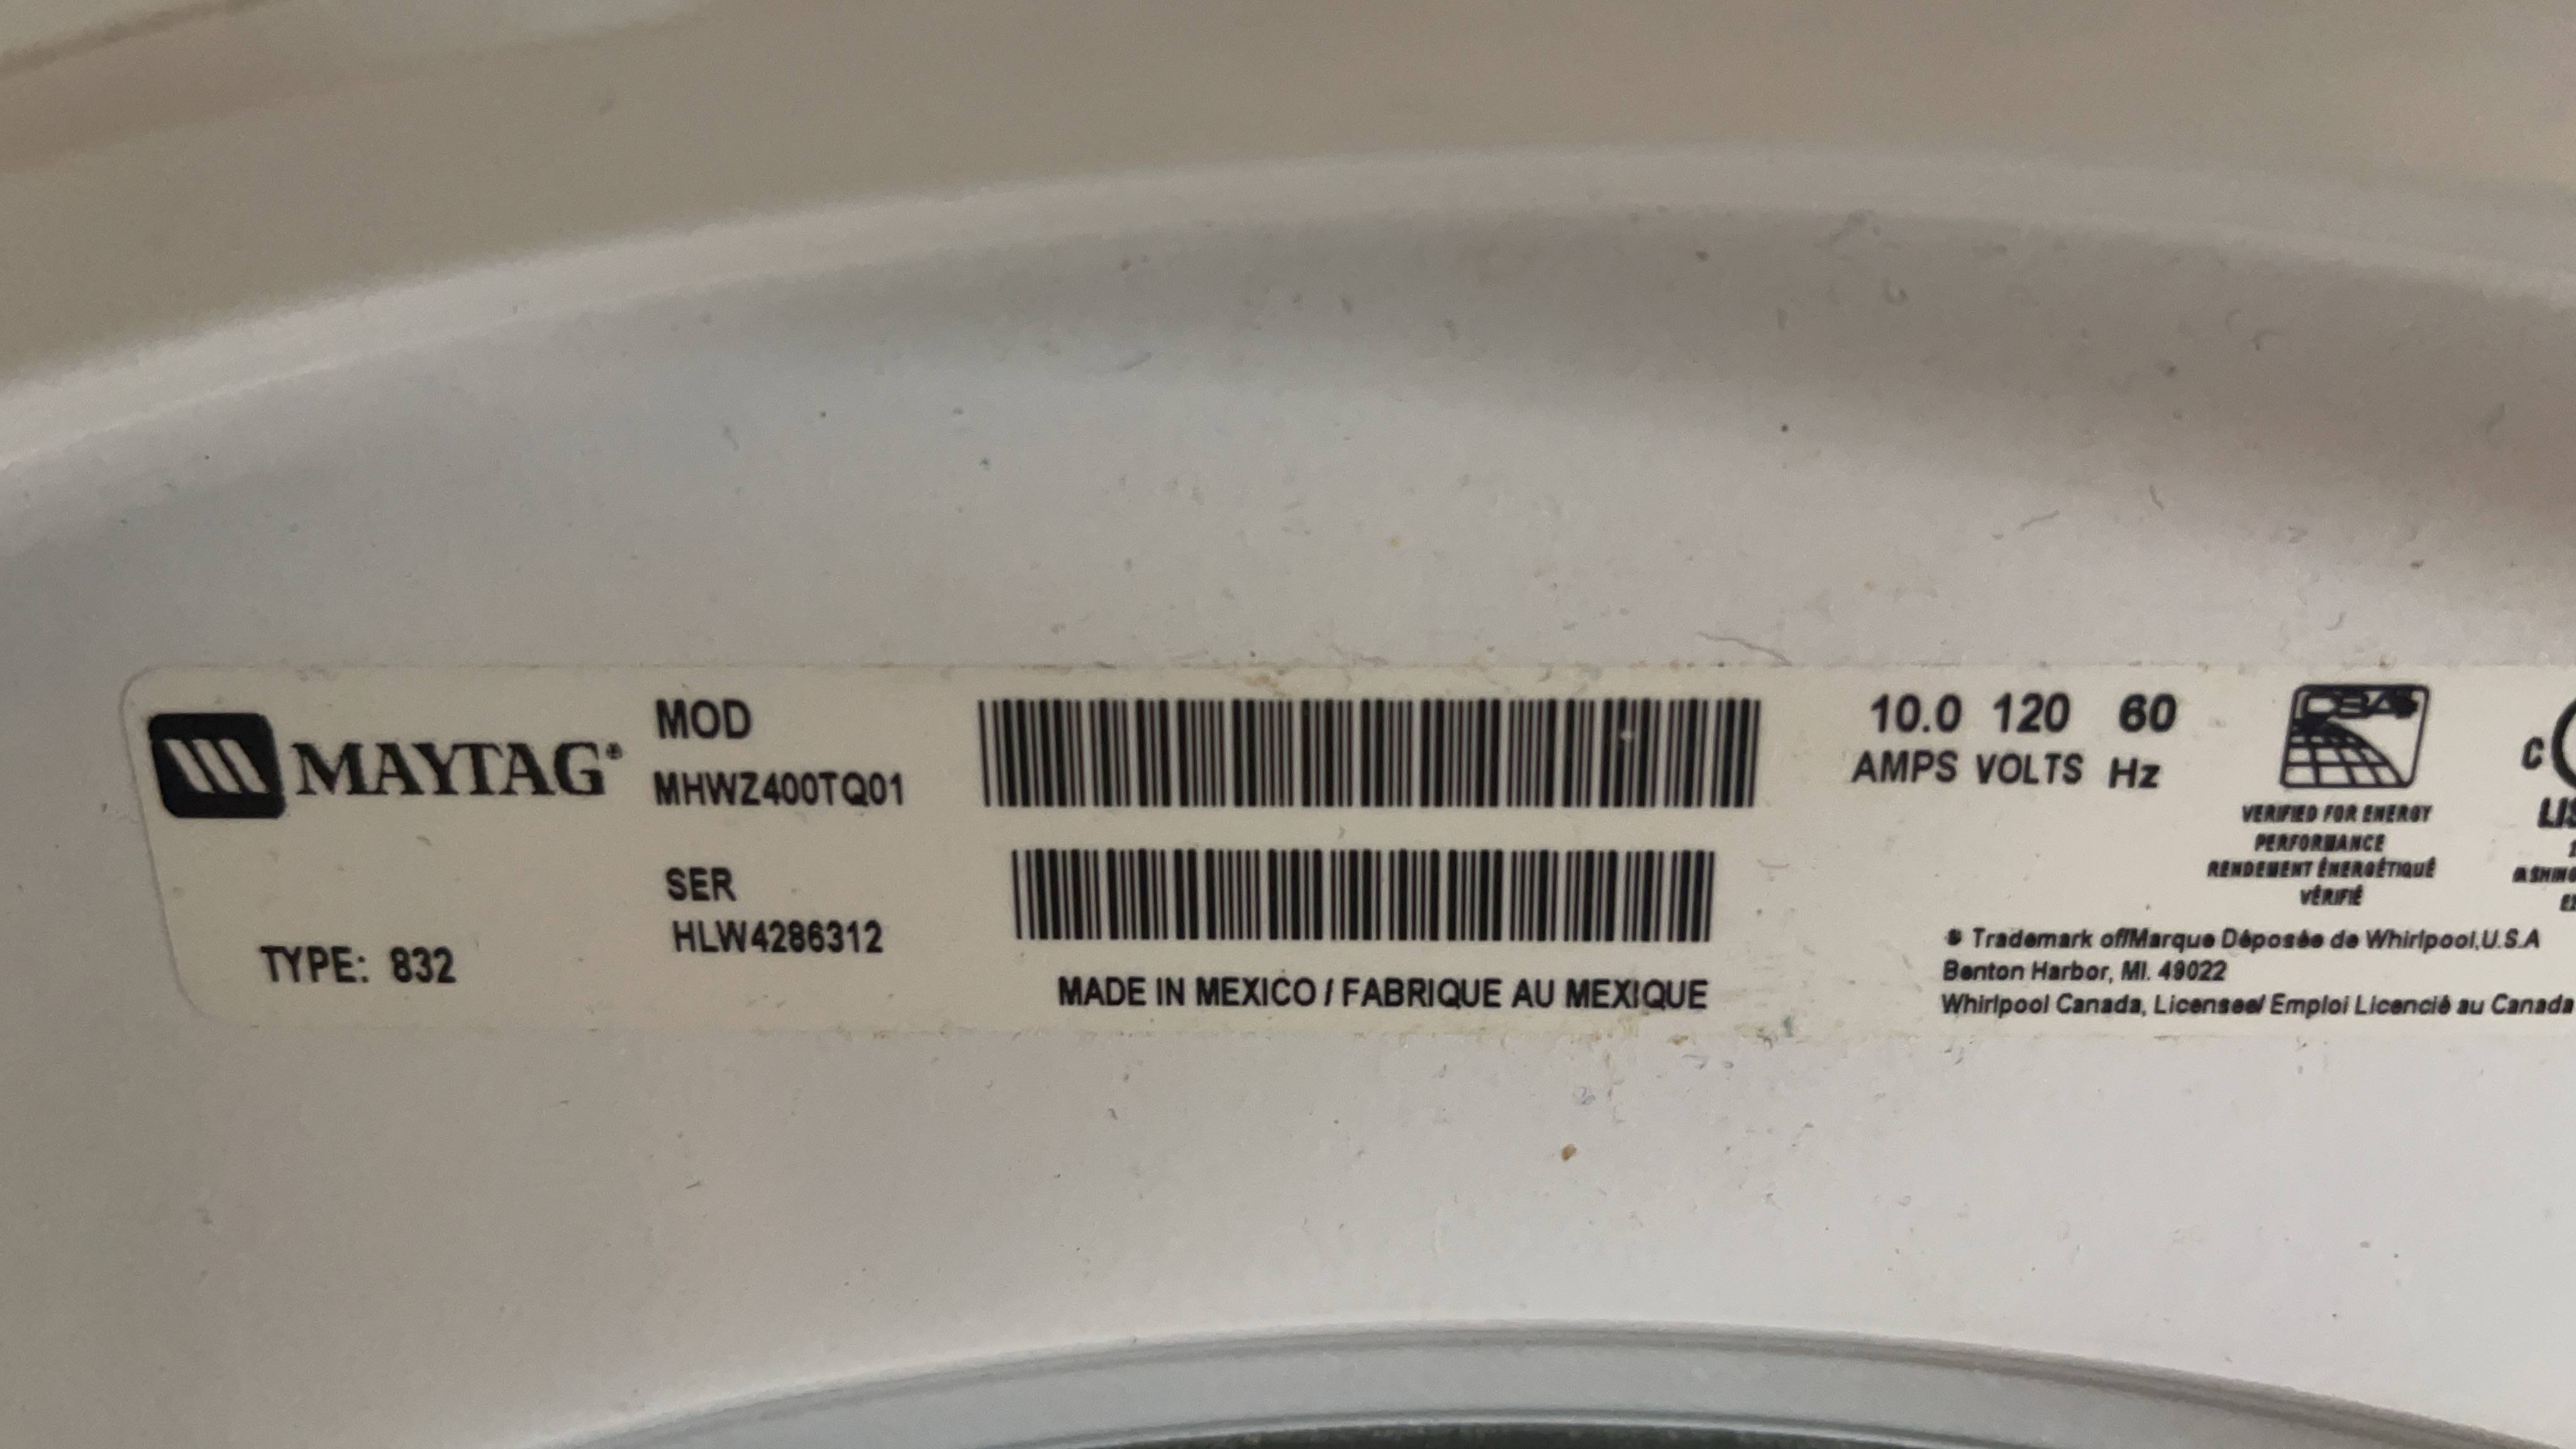 MAYTAG®
MOD
MHWZ400TQ01
SER
HLW4286312
TYPE: 832
MADE IN MEXICO / FABRIQUE AU MEXIQUE
10.0 120 60
AMPS VOLTS Hz
VERIFIED FOR ENERGY
PERFORMANCE
RENDEMENT ÉNERGÉTIQUÉ
VÉRIFIÉ
C
® Trademark of/Marque Déposée de Whirlpool,U.S.A
Benton Harbor, MI. 49022
Whirlpool Canada, Licensee/ Emploi Licencié au Canada